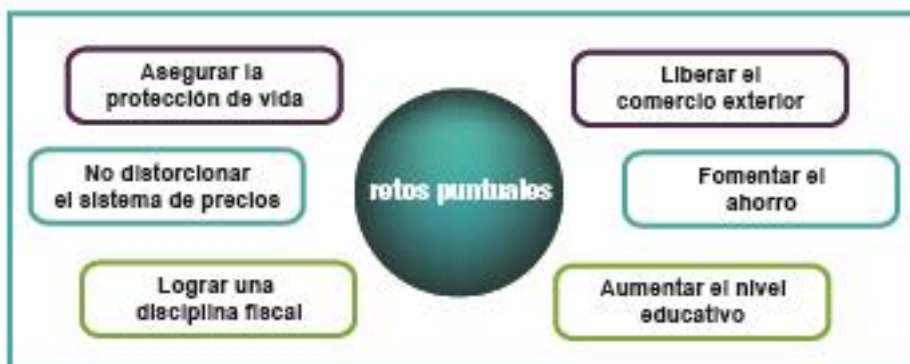 Asegurar la
protección de vida
Liberar el
comercio exterior
No distorcionar
el sistema de precios
retos puntuales
Fomentar el
ahorro
Lograr una
disciplina fiscal
Aumentar el nivel
educativo